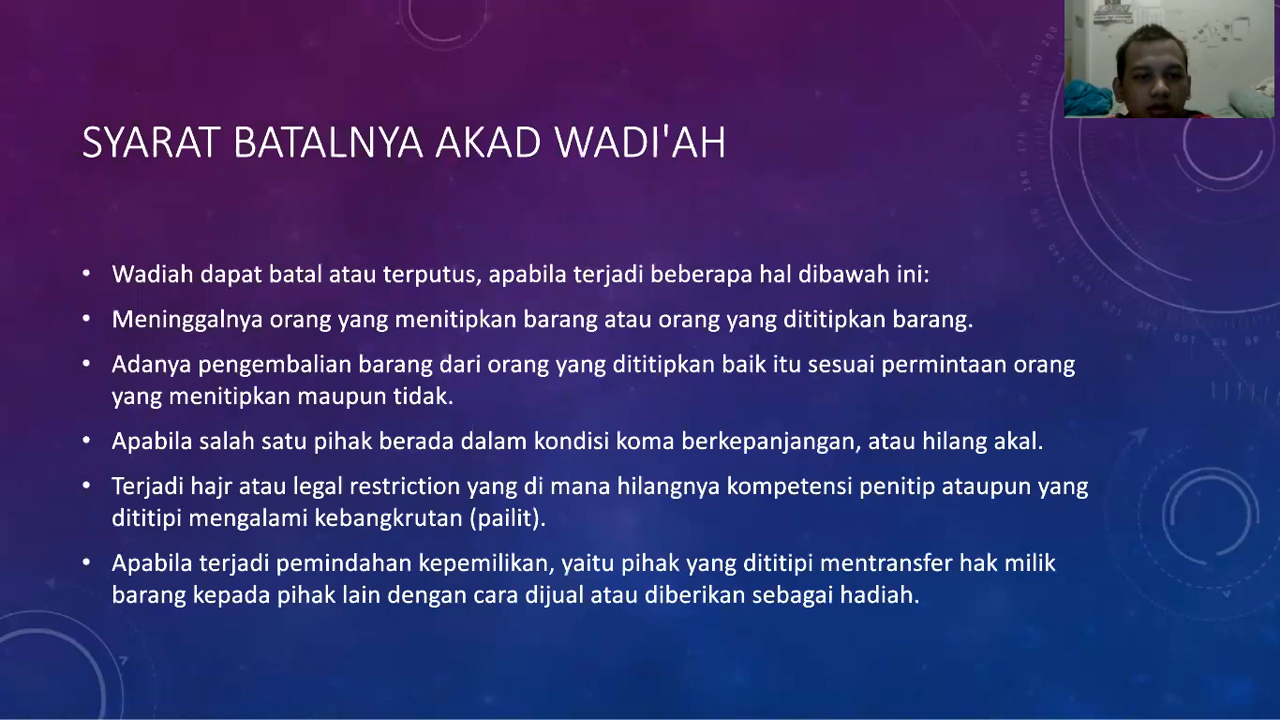 SYARAT BATALNYA AKAD WADI'AH
• Wadiah dapat batal atau terputus, apabila terjadi beberapa hal dibawah ini:
• Meninggalnya orang yang menitipkan barang atau orang yang dititipkan barang.
• Adanya pengembalian barang dari orang yang dititipkan baik itu sesuai permintaan orang
yang menitipkan maupun tidak.
• Apabila salah satu pihak berada dalam kondisi koma berkepanjangan, atau hilang akal.
• Terjadi hajr atau legal restriction yang di mana hilangnya kompetensi penitip ataupun yang
dititipi mengalami kebangkrutan (pailit).
• Apabila terjadi pemindahan kepemilikan, yaitu pihak yang dititipi mentransfer hak milik
barang kepada pihak lain dengan cara dijual atau diberikan sebagai hadiah.